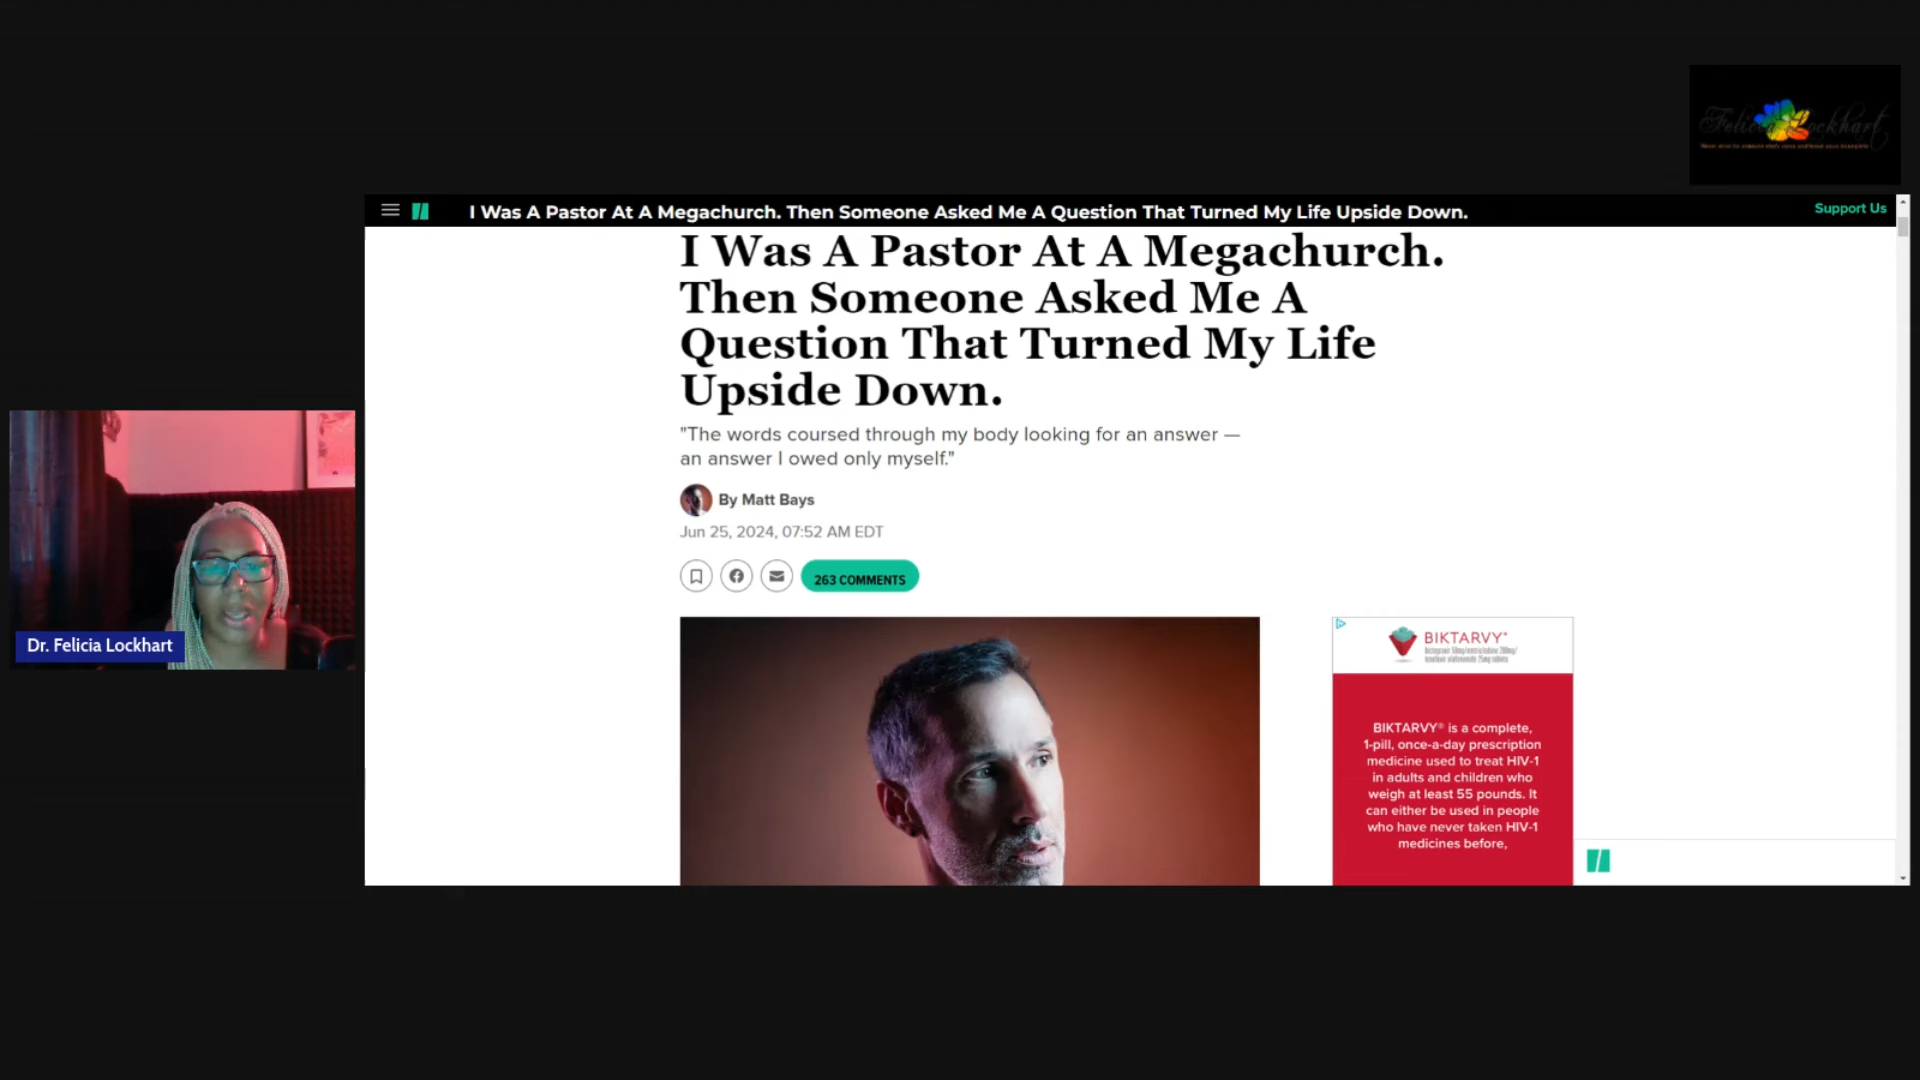 Felicia Lockhart
I Was A Pastor At A Megachurch. Then Someone Asked Me A Question That Turned My Life Upside Down.
Support Us
I Was A Pastor At A Megachurch.
Then Someone Asked Me A
Question That Turned My Life
Upside Down.
"The words coursed through my body looking for an answer —
an answer I owed only myself."
By Matt Bays
Jun 25, 2024, 07:52 AM EDT
263 COMMENTS
Dr. Felicia Lockhart
BIKTARVY®
BIKTARVY® is a complete,
1-pill, once-a-day prescription
medicine used to treat HIV-1
in adults and children who
weigh at least 55 pounds. It
can either be used in people
who have never taken HIV-1
medicines before,